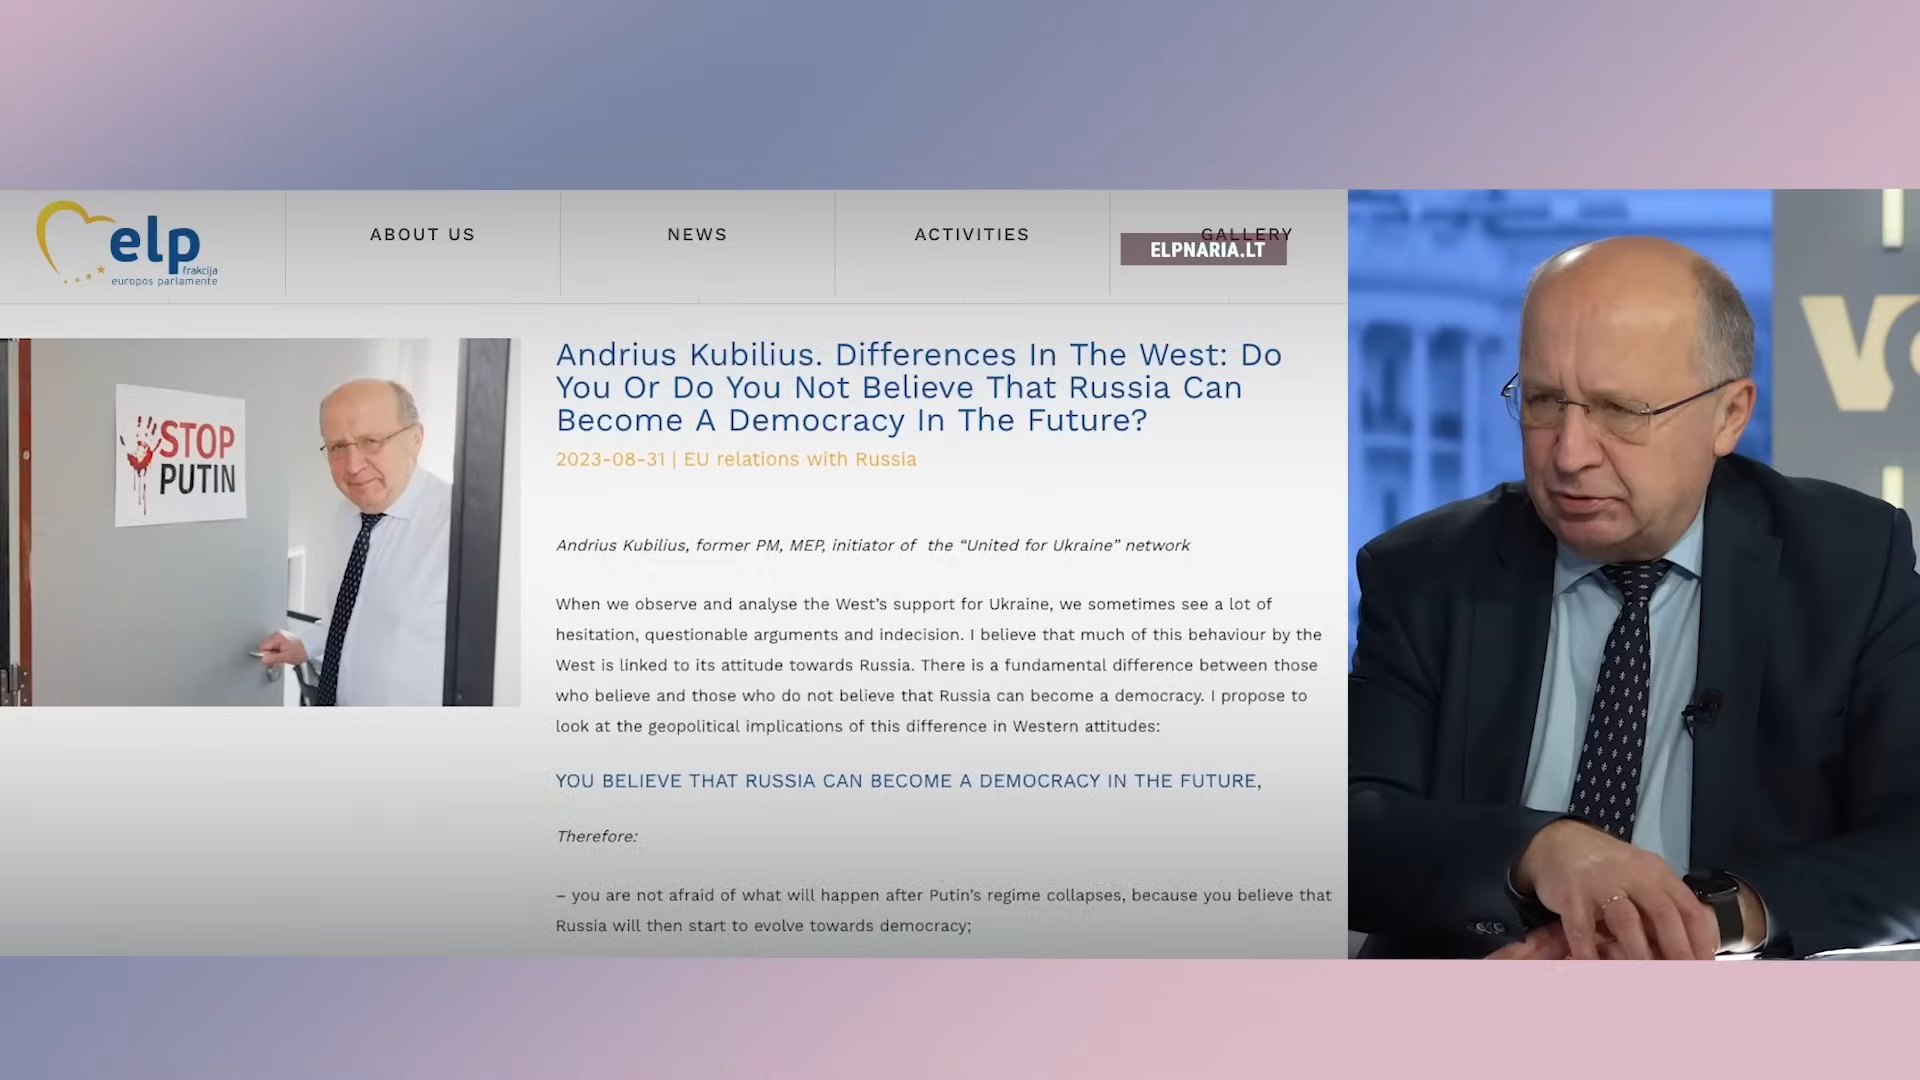 elp
frakcija
europos parlamente
ABOUT US
NEWS
ACTIVITIES
GALLERY
ELPNARIA.LT
STOP
PUTIN
Andrius Kubilius. Differences In The West: Do
You Or Do You Not Believe That Russia Can
Become A Democracy In The Future?
2023-08-31 | EU relations with Russia
Andrius Kubilius, former PM, MEP, initiator of the “United for Ukraine” network
When we observe and analyse the West’s support for Ukraine, we sometimes see a lot of
hesitation, questionable arguments and indecision. I believe that much of this behaviour by the
West is linked to its attitude towards Russia. There is a fundamental difference between those
who believe and those who do not believe that Russia can become a democracy. I propose to
look at the geopolitical implications of this difference in Western attitudes:
YOU BELIEVE THAT RUSSIA CAN BECOME A DEMOCRACY IN THE FUTURE,
Therefore:
– you are not afraid of what will happen after Putin’s regime collapses, because you believe that
Russia will then start to evolve towards democracy;